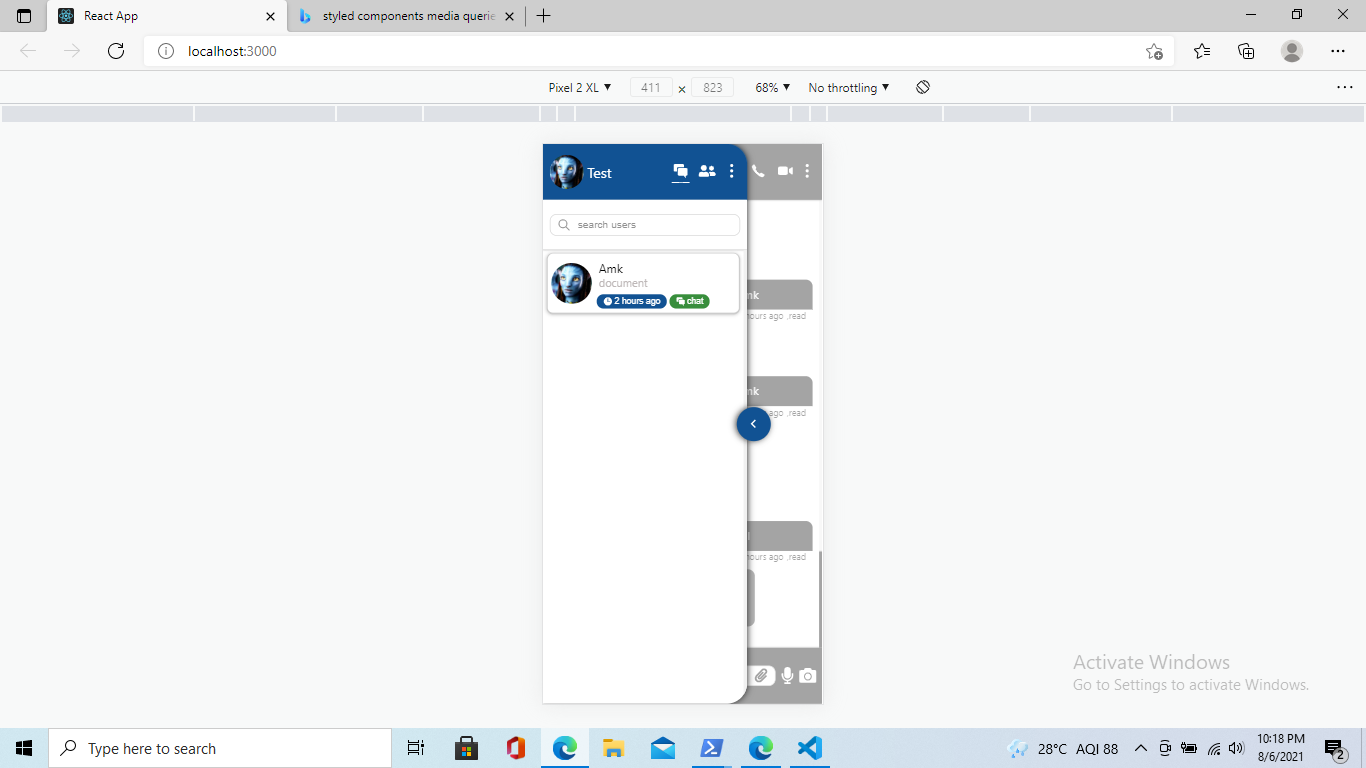 React App
styled components media querie
localhost:3000
Pixel 2 XL 411 × 823 68% No throttling
Test
search users
Amk
document
2 hours ago chat
nk
hours ago ,read
nk
ago ,read
hours ago ,read
Activate Windows
Go to Settings to activate Windows.
Type here to search
28°C AQI 88
10:18 PM
8/6/2021
2